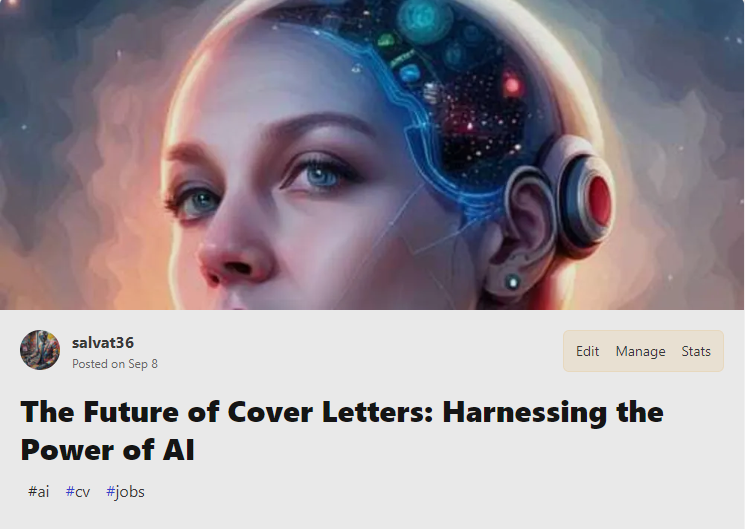 salvat36
Posted on Sep 8
Edit Manage Stats
The Future of Cover Letters: Harnessing the
Power of AI
#ai #cv #jobs